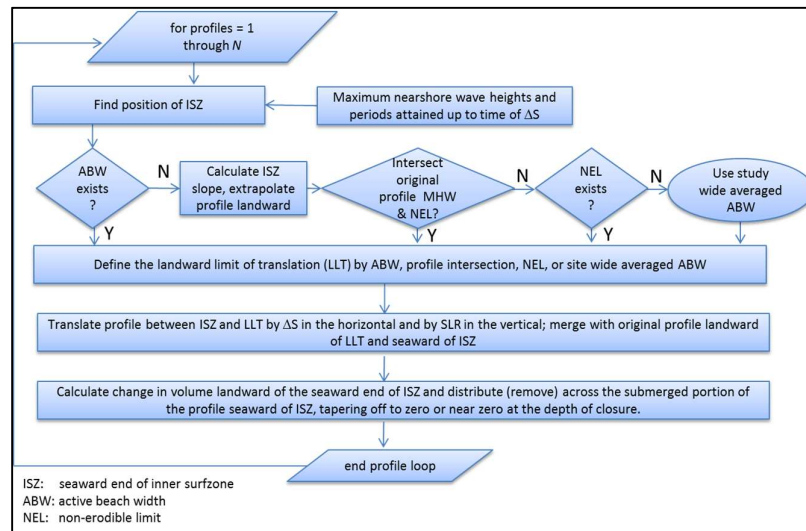 for profiles = 1
through N
Find position of ISZ
Maximum nearshore wave heights and
periods attained up to time of ΔS
ABW
exists
?
N
Calculate ISZ
slope, extrapolate
profile landward
Intersect
original
profile MHW
& NEL?
N
NEL
exists
?
N
Use study
wide averaged
ABW
Y
Y
Y
Define the landward limit of translation (LLT) by ABW, profile intersection, NEL, or site wide averaged ABW
Translate profile between ISZ and LLT by ΔS in the horizontal and by SLR in the vertical; merge with original profile landward
of LLT and seaward of ISZ
Calculate change in volume landward of the seaward end of ISZ and distribute (remove) across the submerged portion of
the profile seaward of ISZ, tapering off to zero or near zero at the depth of closure.
end profile loop
ISZ: seaward end of inner surfzone
ABW: active beach width
NEL: non-erodible limit